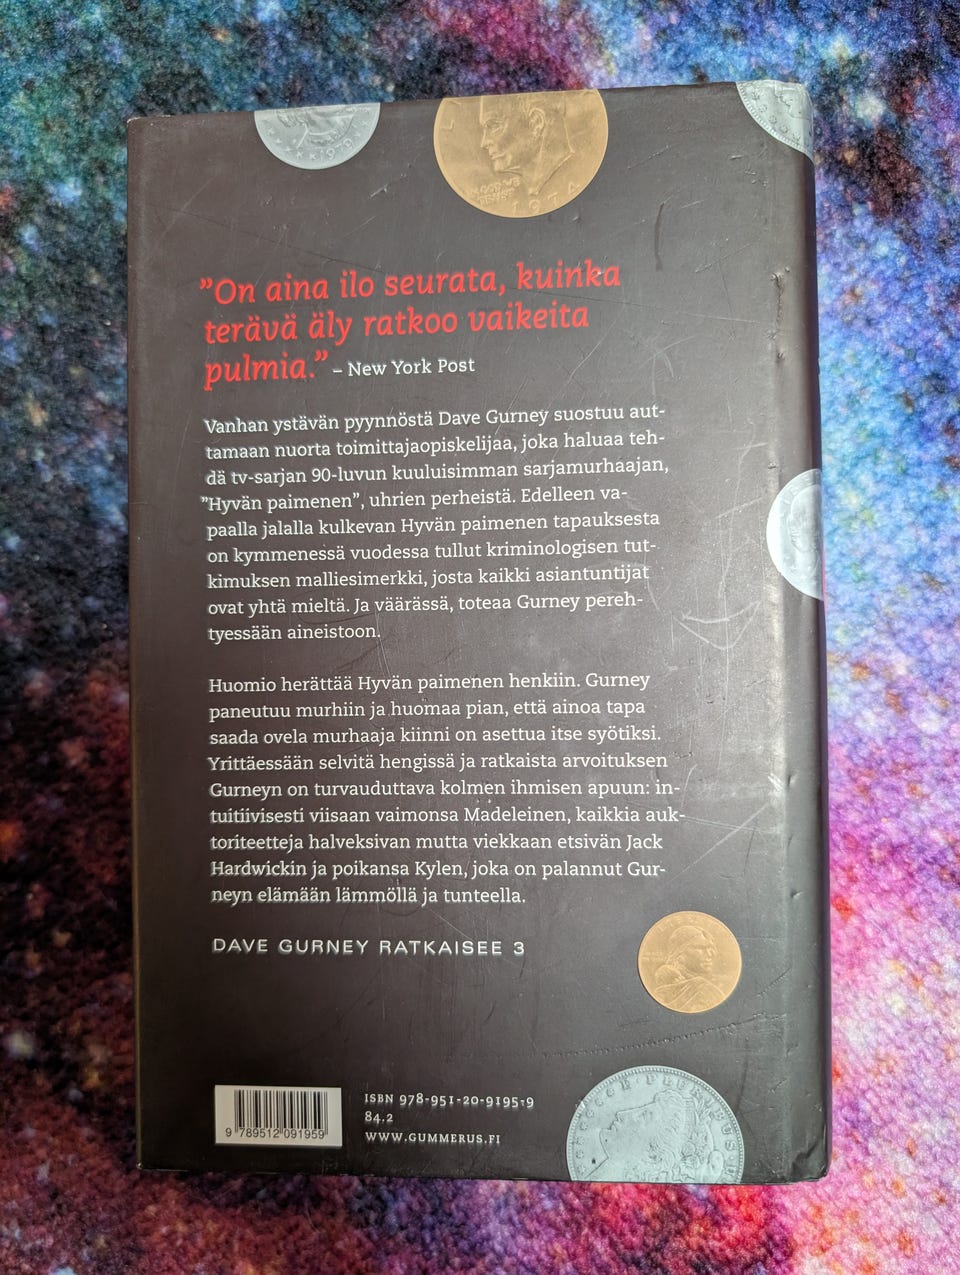 1979
L
IN GOD WE
TRUST
1974
”On aina ilo seurata, kuinka
terävä äly ratkoo vaikeita
pulmia.” – New York Post
Vanhan ystävän pyynnöstä Dave Gurney suostuu aut-
tamaan nuorta toimittajaopiskelijaa, joka haluaa teh-
dä tv-sarjan 90-luvun kuuluisimman sarjamurhaajan,
”Hyvän paimenen”, uhrien perheistä. Edelleen va-
paalla jalalla kulkevan Hyvän paimenen tapauksesta
on kymmenessä vuodessa tullut kriminologisen tut-
kimuksen malliesimerkki, josta kaikki asiantuntijat
ovat yhtä mieltä. Ja väärässä, toteaa Gurney pereh-
tyessään aineistoon.
Huomio herättää Hyvän paimenen henkiin. Gurney
paneutuu murhiin ja huomaa pian, että ainoa tapa
saada ovela murhaaja kiinni on asettua itse syötiksi.
Yrittäessään selvitä hengissä ja ratkaista arvoituksen
Gurneyn on turvauduttava kolmen ihmisen apuun: in-
tuitiivisesti viisaan vaimonsa Madeleinen, kaikkia auk-
toriteetteja halveksivan mutta viekkaan etsivän Jack
Hardwickin ja poikansa Kylen, joka on palannut Gur-
neyn elämään lämmöllä ja tunteella.
DAVE GURNEY RATKAISEE 3
E·PLURIBUS
ISBN 978-951-20-9195-9
84.2
WWW.GUMMERUS.FI
9 789512 091959